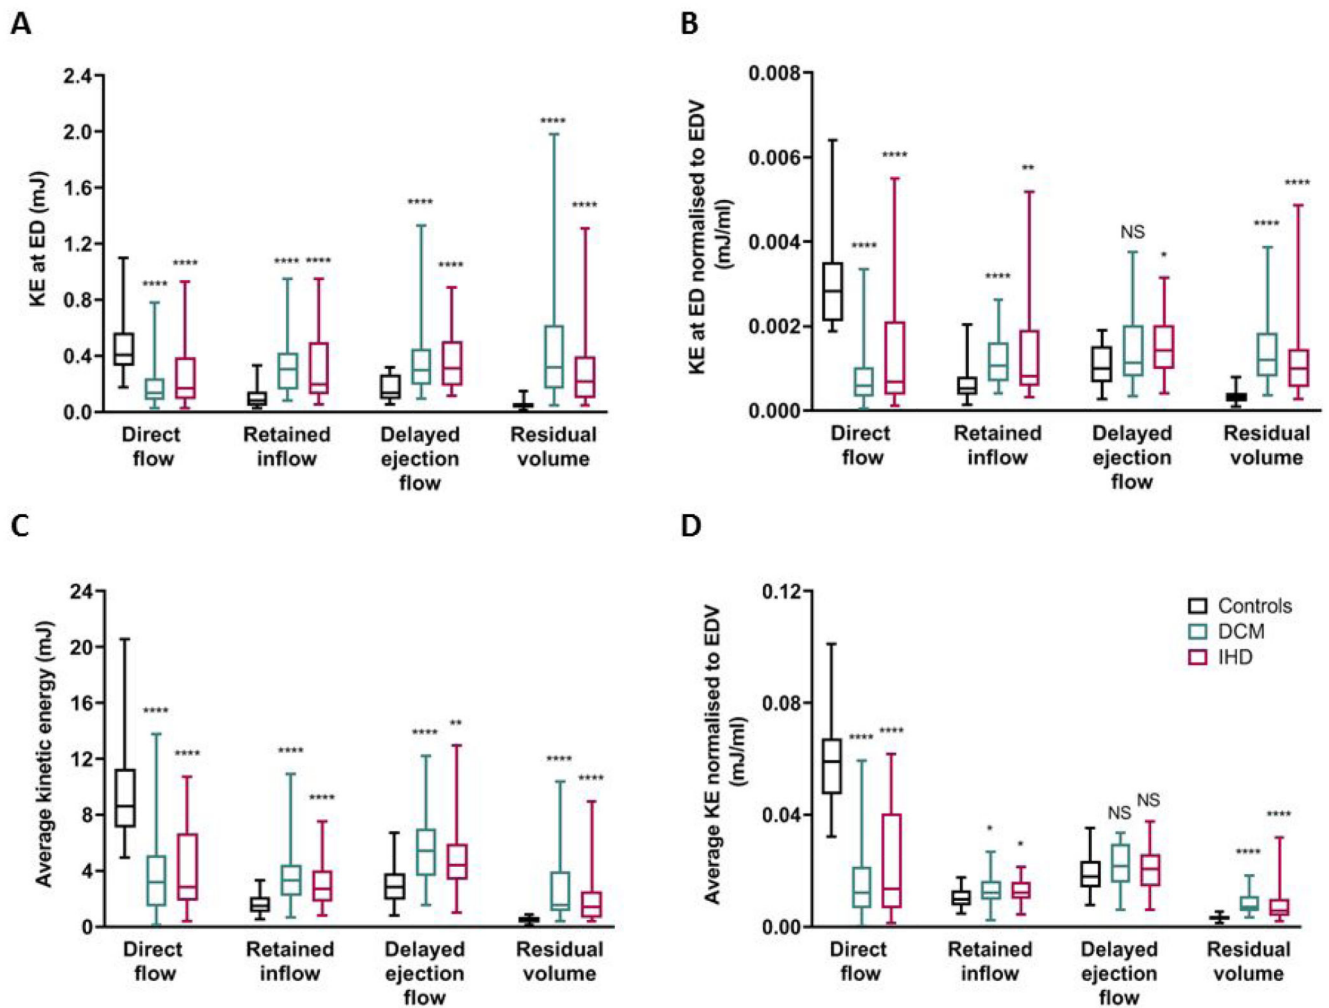 A
KE at ED (mJ)
2.4
2.0
1.6
1.2
0.8
0.4
0.0
****
****
****
****
****
****
****
****
Direct
flow
Retained
inflow
Delayed
ejection
flow
Residual
volume
B
KE at ED normalised to EDV
(mJ/ml)
0.008
0.006
0.004
0.002
0.000
****
****
****
**
NS
*
****
****
Direct
flow
Retained
inflow
Delayed
ejection
flow
Residual
volume
C
Average kinetic energy (mJ)
24
20
16
12
8
4
0
****
****
****
****
****
**
****
****
Direct
flow
Retained
inflow
Delayed
ejection
flow
Residual
volume
D
Average KE normalised to EDV
(mJ/ml)
0.12
0.08
0.04
0.00
****
****
*
*
NS
NS
****
****
Controls
DCM
IHD
Direct
flow
Retained
inflow
Delayed
ejection
flow
Residual
volume